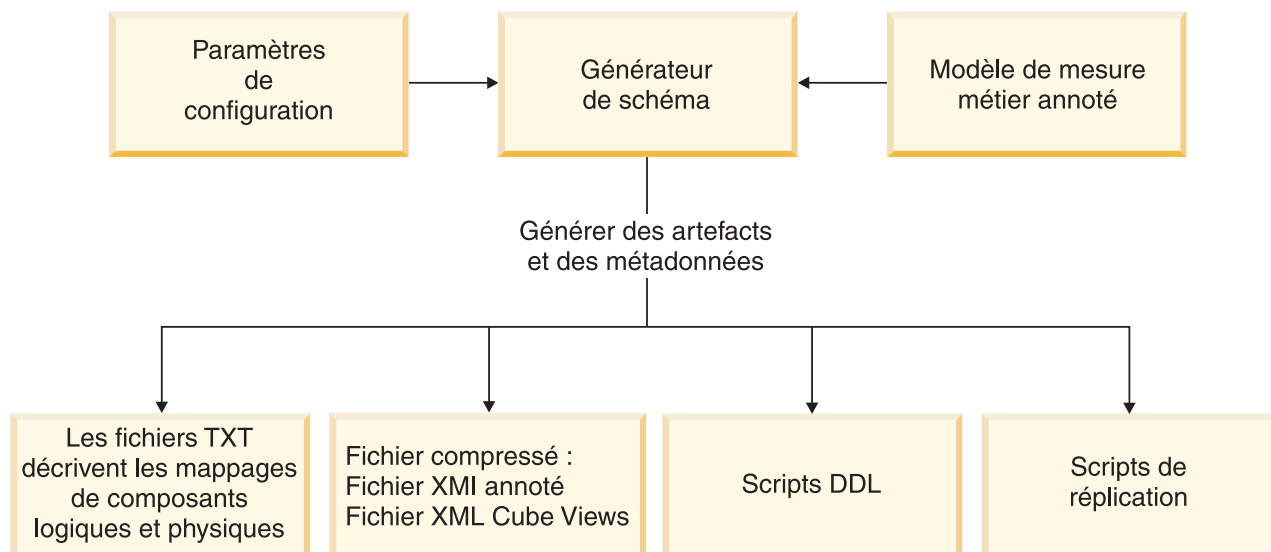 Paramètres
de
configuration
Générateur
de schéma
Modèle de mesure
métier annoté
Générer des artefacts
et des métadonnées
Les fichiers TXT
décrivent les mappages
de composants
logiques et physiques
Fichier compressé :
Fichier XMI annoté
Fichier XML Cube Views
Scripts DDL
Scripts de
réplication